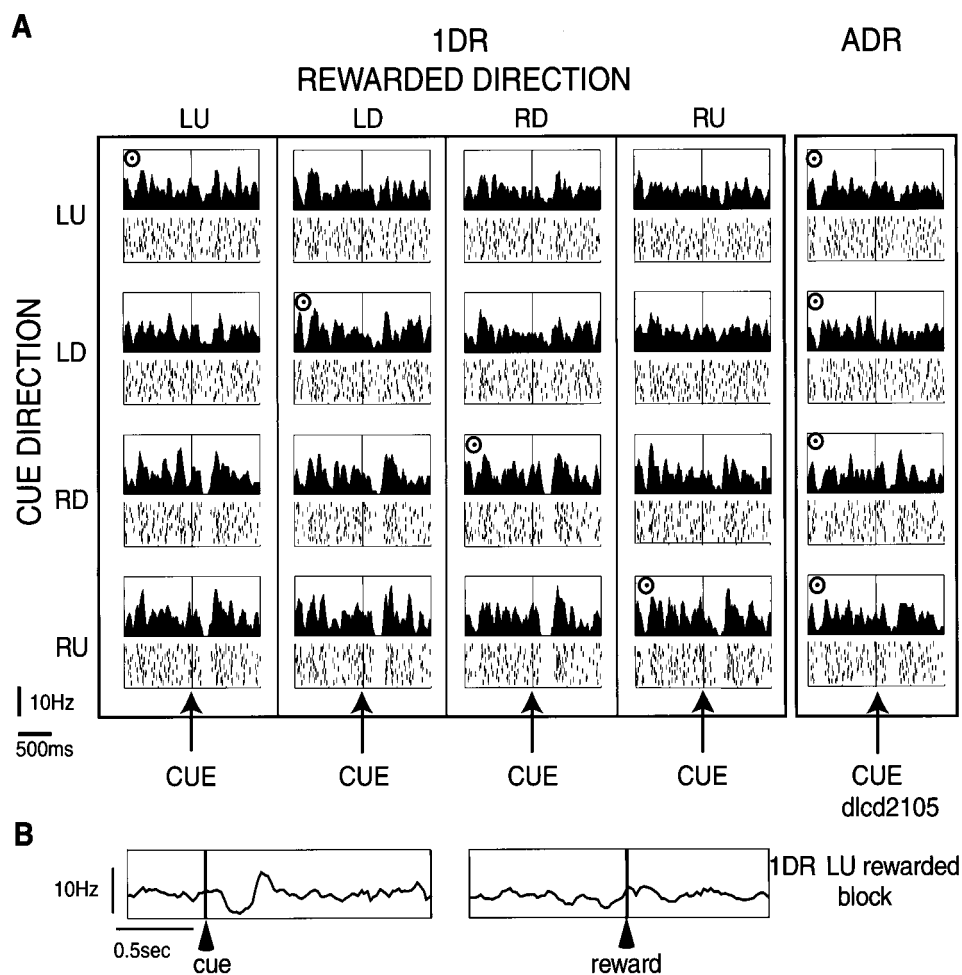 A
1DR
ADR
REWARDED DIRECTION
LU LD RD RU
CUE DIRECTION
LU
LD
RD
RU
10Hz
500ms
CUE CUE CUE CUE CUE
dlcd2105
B
10Hz
0.5sec
cue
reward
1DR LU rewarded
block